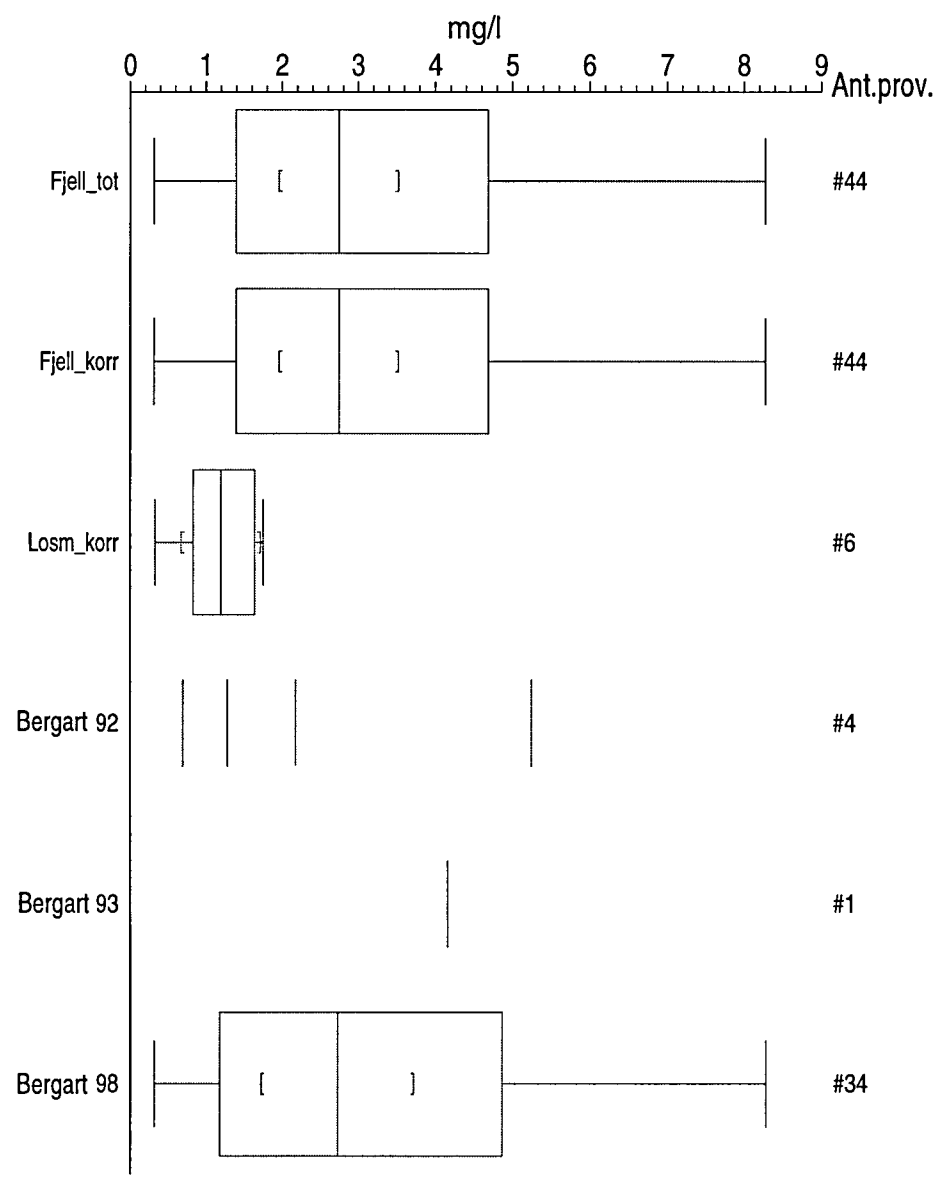 mg/l
0 1 2 3 4 5 6 7 8 9 Ant.prov.
Fjell_tot [ ] #44
Fjell_korr [ ] #44
Losm_korr [ ] #6
Bergart 92 #4
Bergart 93 #1
Bergart 98 [ ] #34